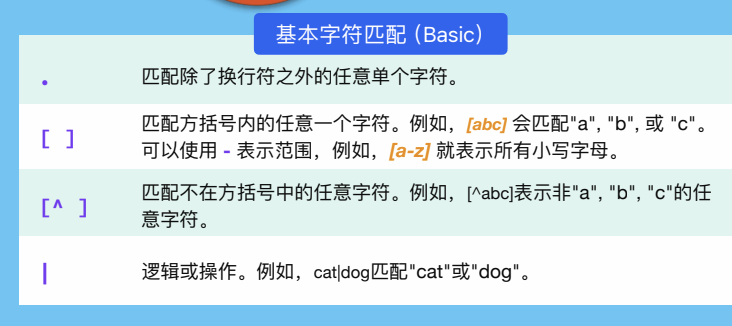 基本字符匹配（Basic）
. 匹配除了换行符之外的任意单个字符。
[ ] 匹配方括号内的任意一个字符。例如，[abc] 会匹配"a", "b", 或 "c"。
可以使用 - 表示范围，例如，[a-z] 就表示所有小写字母。
[^ ] 匹配不在方括号中的任意字符。例如，[^abc]表示非"a", "b", "c"的任
意字符。
| 逻辑或操作。例如，cat|dog匹配"cat"或"dog"。